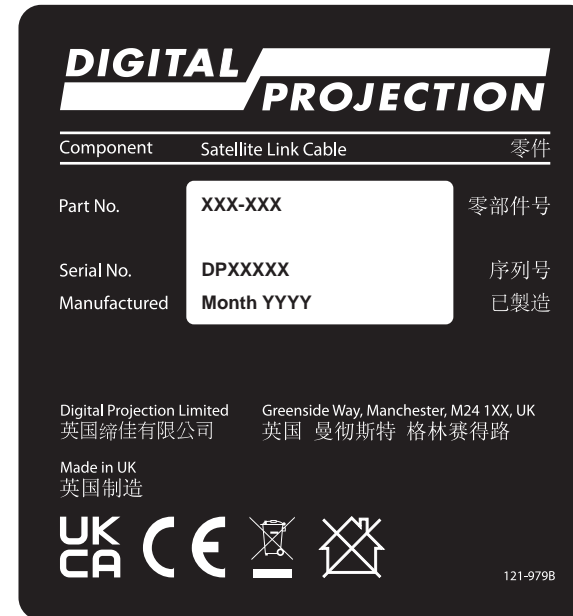 DIGITAL
PROJECTION
Component Satellite Link Cable 零件
Part No. XXX-XXX 零部件号
Serial No. DPXXXXX 序列号
Manufactured Month YYYY 已製造
Digital Projection Limited Greenside Way, Manchester, M24 1XX, UK
英国缔佳有限公司 英国 曼彻斯特 格林赛得路
Made in UK
英国制造
UK
CA CE
121-979B